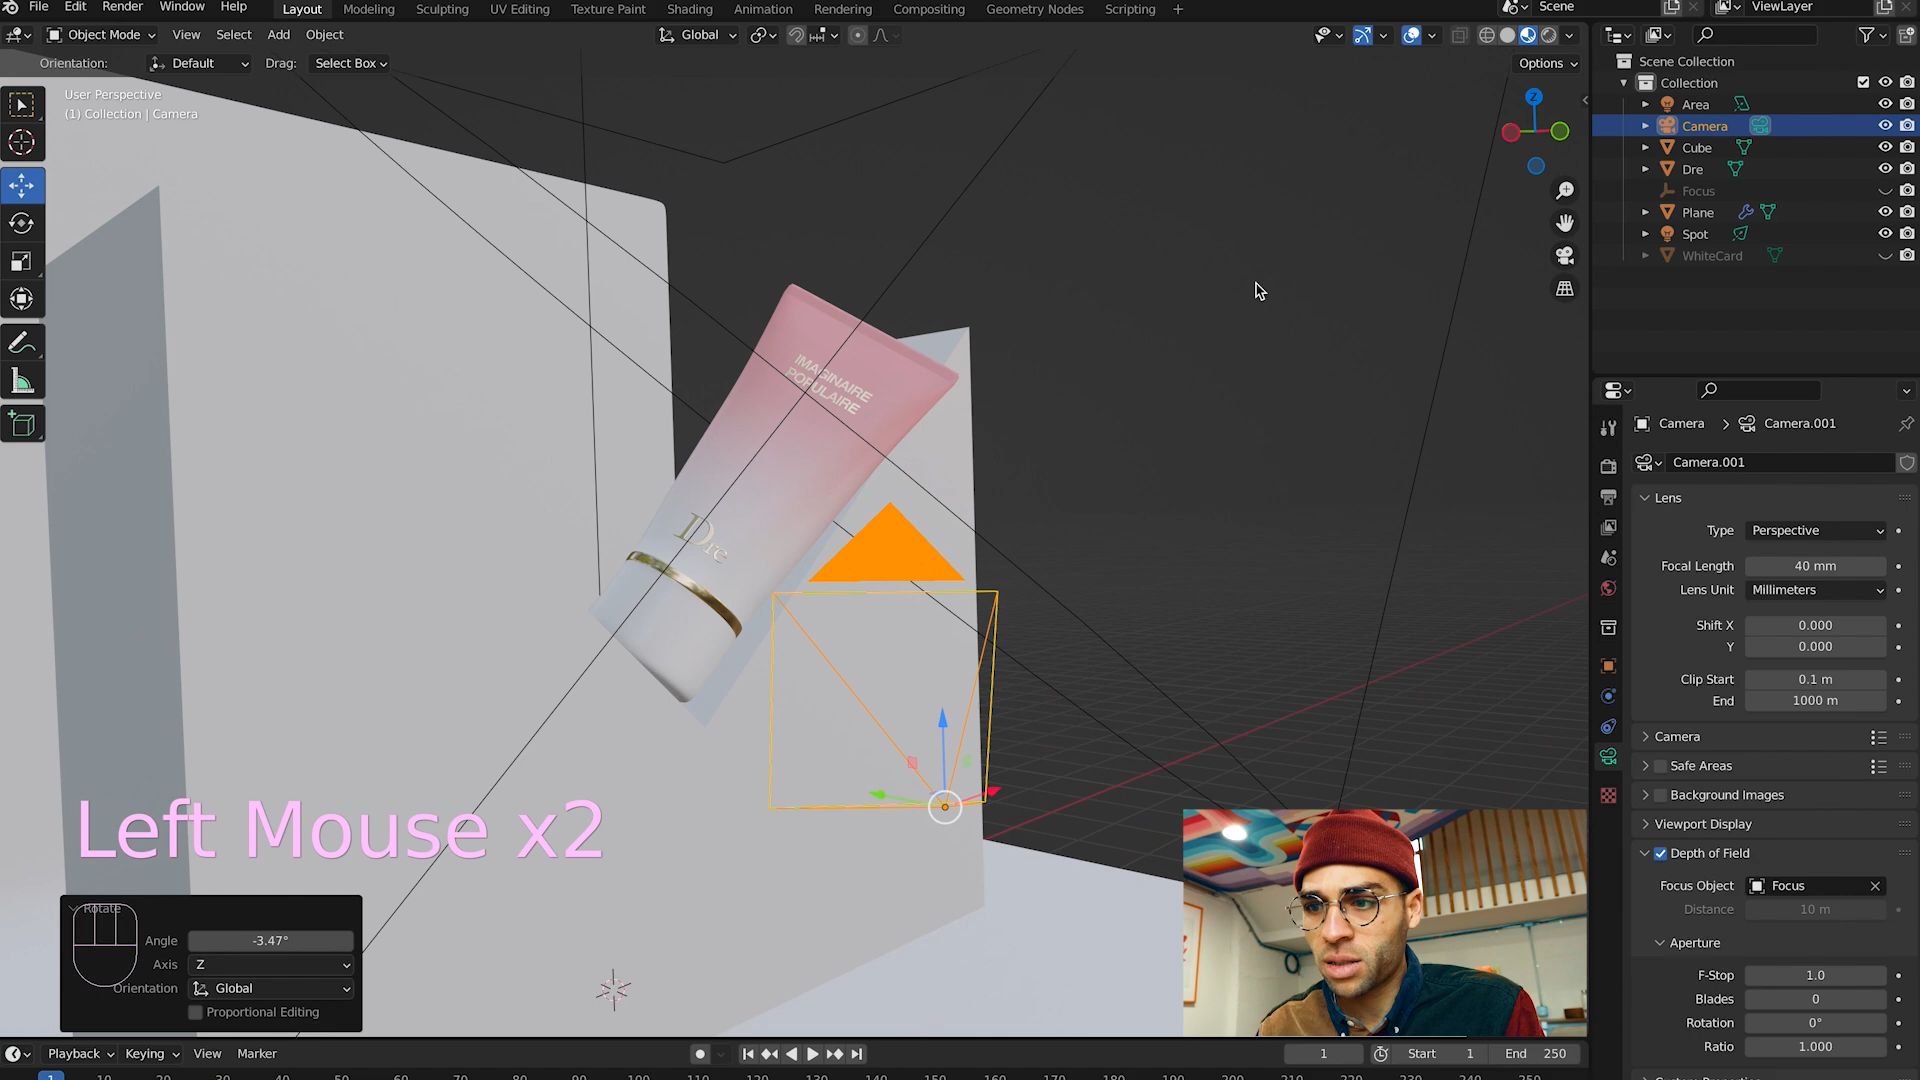 File Edit Render Window Help Layout Modeling Sculpting UV Editing Texture Paint Shading Animation Rendering Compositing Geometry Nodes Scripting + Scene ViewLayer
Object Mode View Select Add Object Global
Orientation: Default Drag: Select Box Options
User Perspective
(1) Collection | Camera
Z
IMAGINAIRE
POPULAIRE
Dre
Left Mouse x2
Rotate
Angle -3.47°
Axis Z
Orientation Global
Proportional Editing
Scene Collection
Collection
Area
Camera
Cube
Dre
Focus
Plane
Spot
WhiteCard
Camera > Camera.001
Camera.001
Lens
Type Perspective
Focal Length 40 mm
Lens Unit Millimeters
Shift X 0.000
Y 0.000
Clip Start 0.1 m
End 1000 m
Camera
Safe Areas
Background Images
Viewport Display
Depth of Field
Focus Object Focus
Distance 10 m
Aperture
F-Stop 1.0
Blades 0
Rotation 0°
Ratio 1.000
Playback Keying View Marker 1 Start 1 End 250